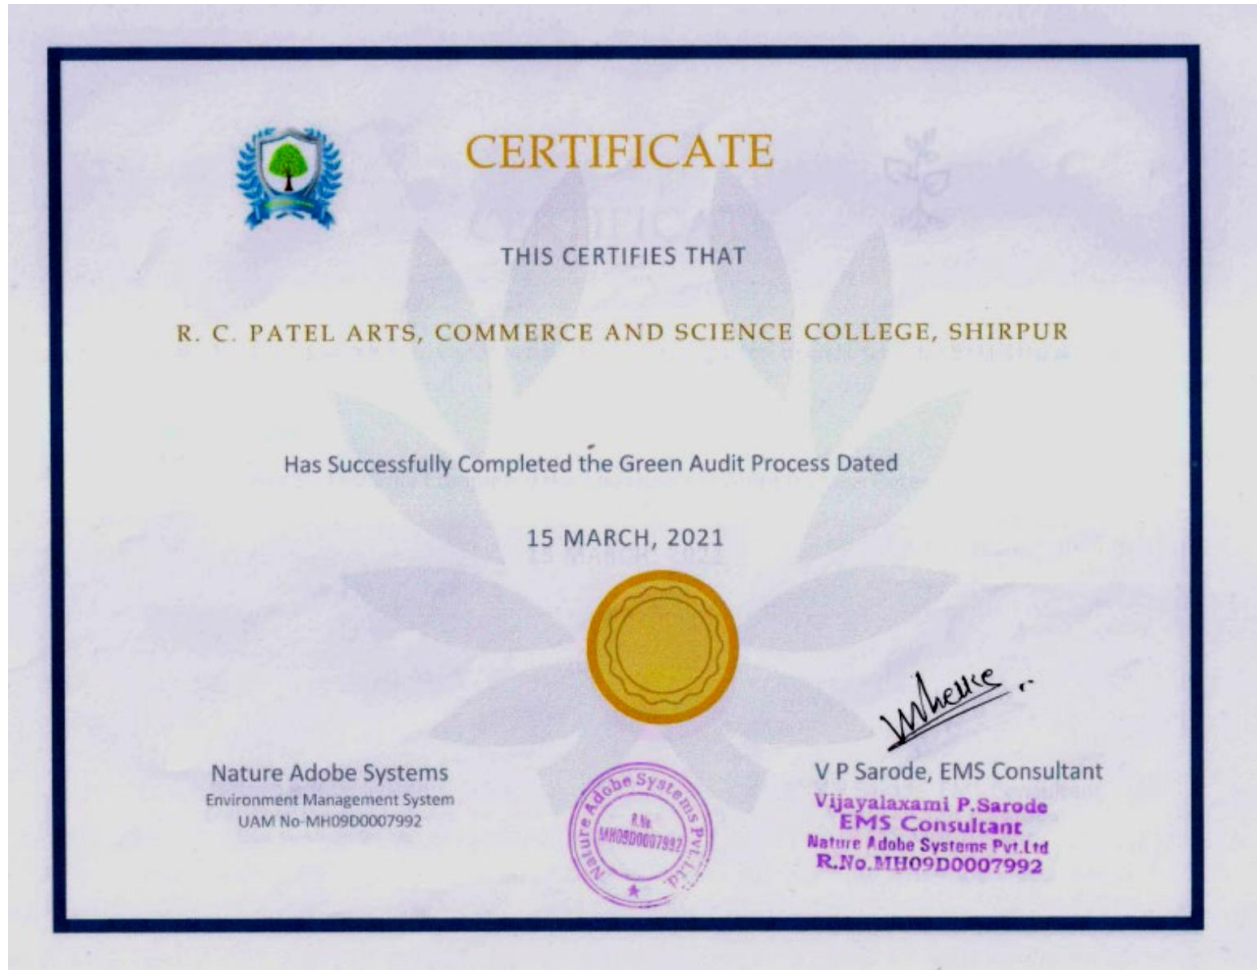 CERTIFICATE
THIS CERTIFIES THAT
R. C. PATEL ARTS, COMMERCE AND SCIENCE COLLEGE, SHIRPUR
Has Successfully Completed the Green Audit Process Dated
15 MARCH, 2021
Nature Adobe Systems
Environment Management System
UAM No-MH09D0007992
Nature Adobe Systems Pvt. Ltd.
R.No.
MH09D0007992
V P Sarode, EMS Consultant
Vijayalaxami P.Sarode
EMS Consultant
Nature Adobe Systems Pvt.Ltd
R.No.MH09D0007992